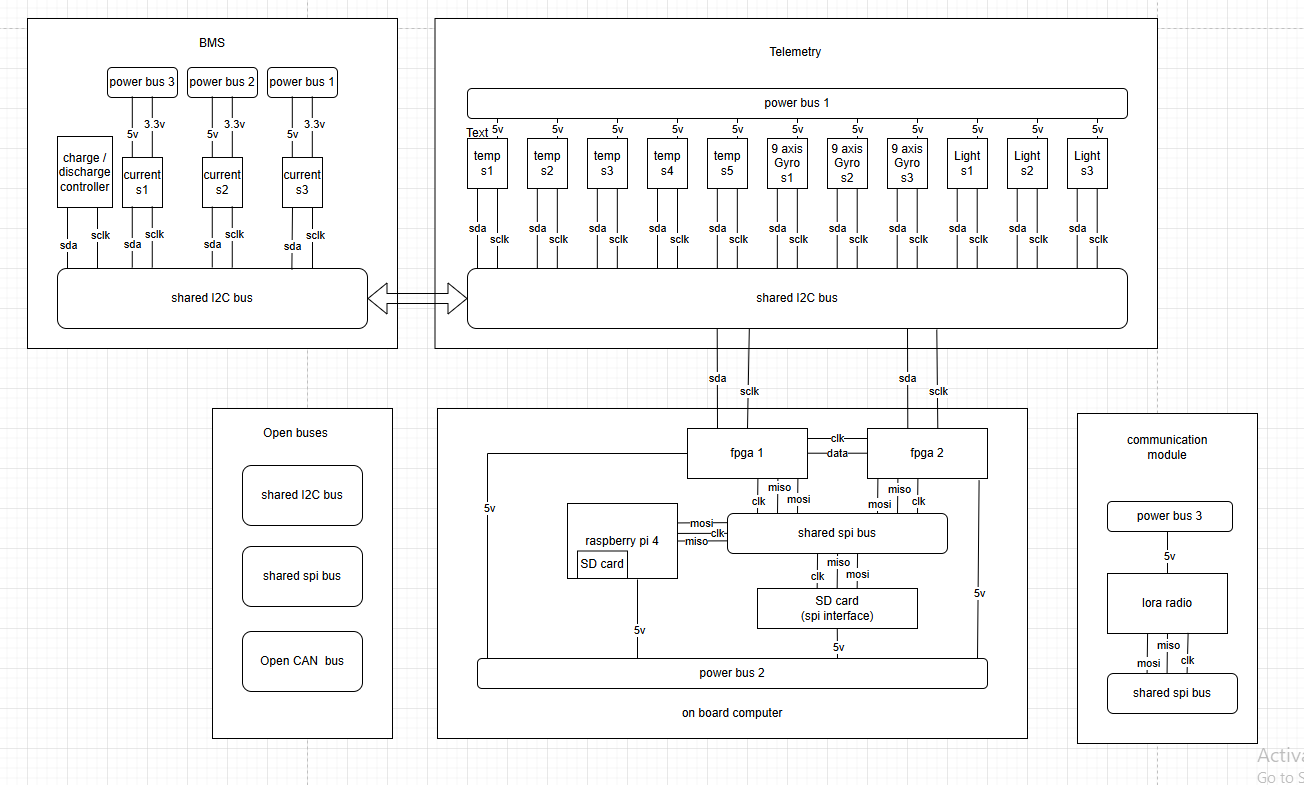 BMS
power bus 3
power bus 2
power bus 1
5v
3.3v
5v
3.3v
5v
3.3v
charge /
discharge
controller
current
s1
current
s2
current
s3
sda
sclk
sda
sclk
sda
sclk
sda
sclk
shared I2C bus
Telemetry
power bus 1
Text
5v
5v
5v
5v
5v
5v
5v
5v
5v
5v
5v
temp
s1
temp
s2
temp
s3
temp
s4
temp
s5
9 axis
Gyro
s1
9 axis
Gyro
s2
9 axis
Gyro
s3
Light
s1
Light
s2
Light
s3
sda
sclk
sda
sclk
sda
sclk
sda
sclk
sda
sclk
sda
sclk
sda
sclk
sda
sclk
sda
sclk
sda
sclk
sda
sclk
shared I2C bus
sda
sclk
sda
sclk
Open buses
shared I2C bus
shared spi bus
Open CAN bus
fpga 1
clk
data
fpga 2
5v
clk
miso
mosi
mosi
miso
clk
raspberry pi 4
SD card
mosi
clk
miso
shared spi bus
clk
miso
mosi
SD card
(spi interface)
5v
5v
5v
power bus 2
on board computer
communication
module
power bus 3
5v
lora radio
mosi
miso
clk
shared spi bus
Activa
Go to S